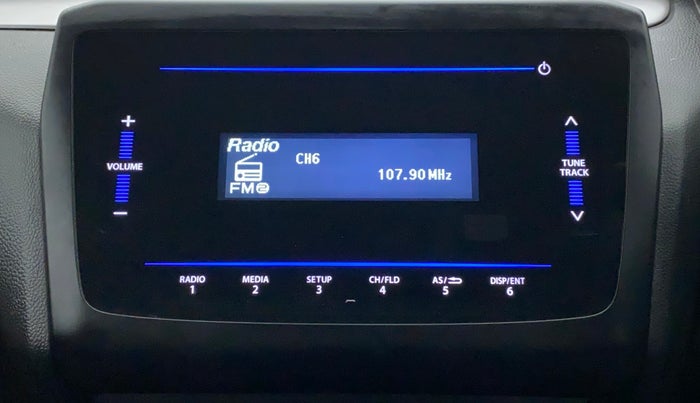 Radio
CH6
107.90 MHz
FM2
+
VOLUME
−
TUNE
TRACK
RADIO
1
MEDIA
2
SETUP
3
CH/FLD
4
AS/
5
DISP/ENT
6